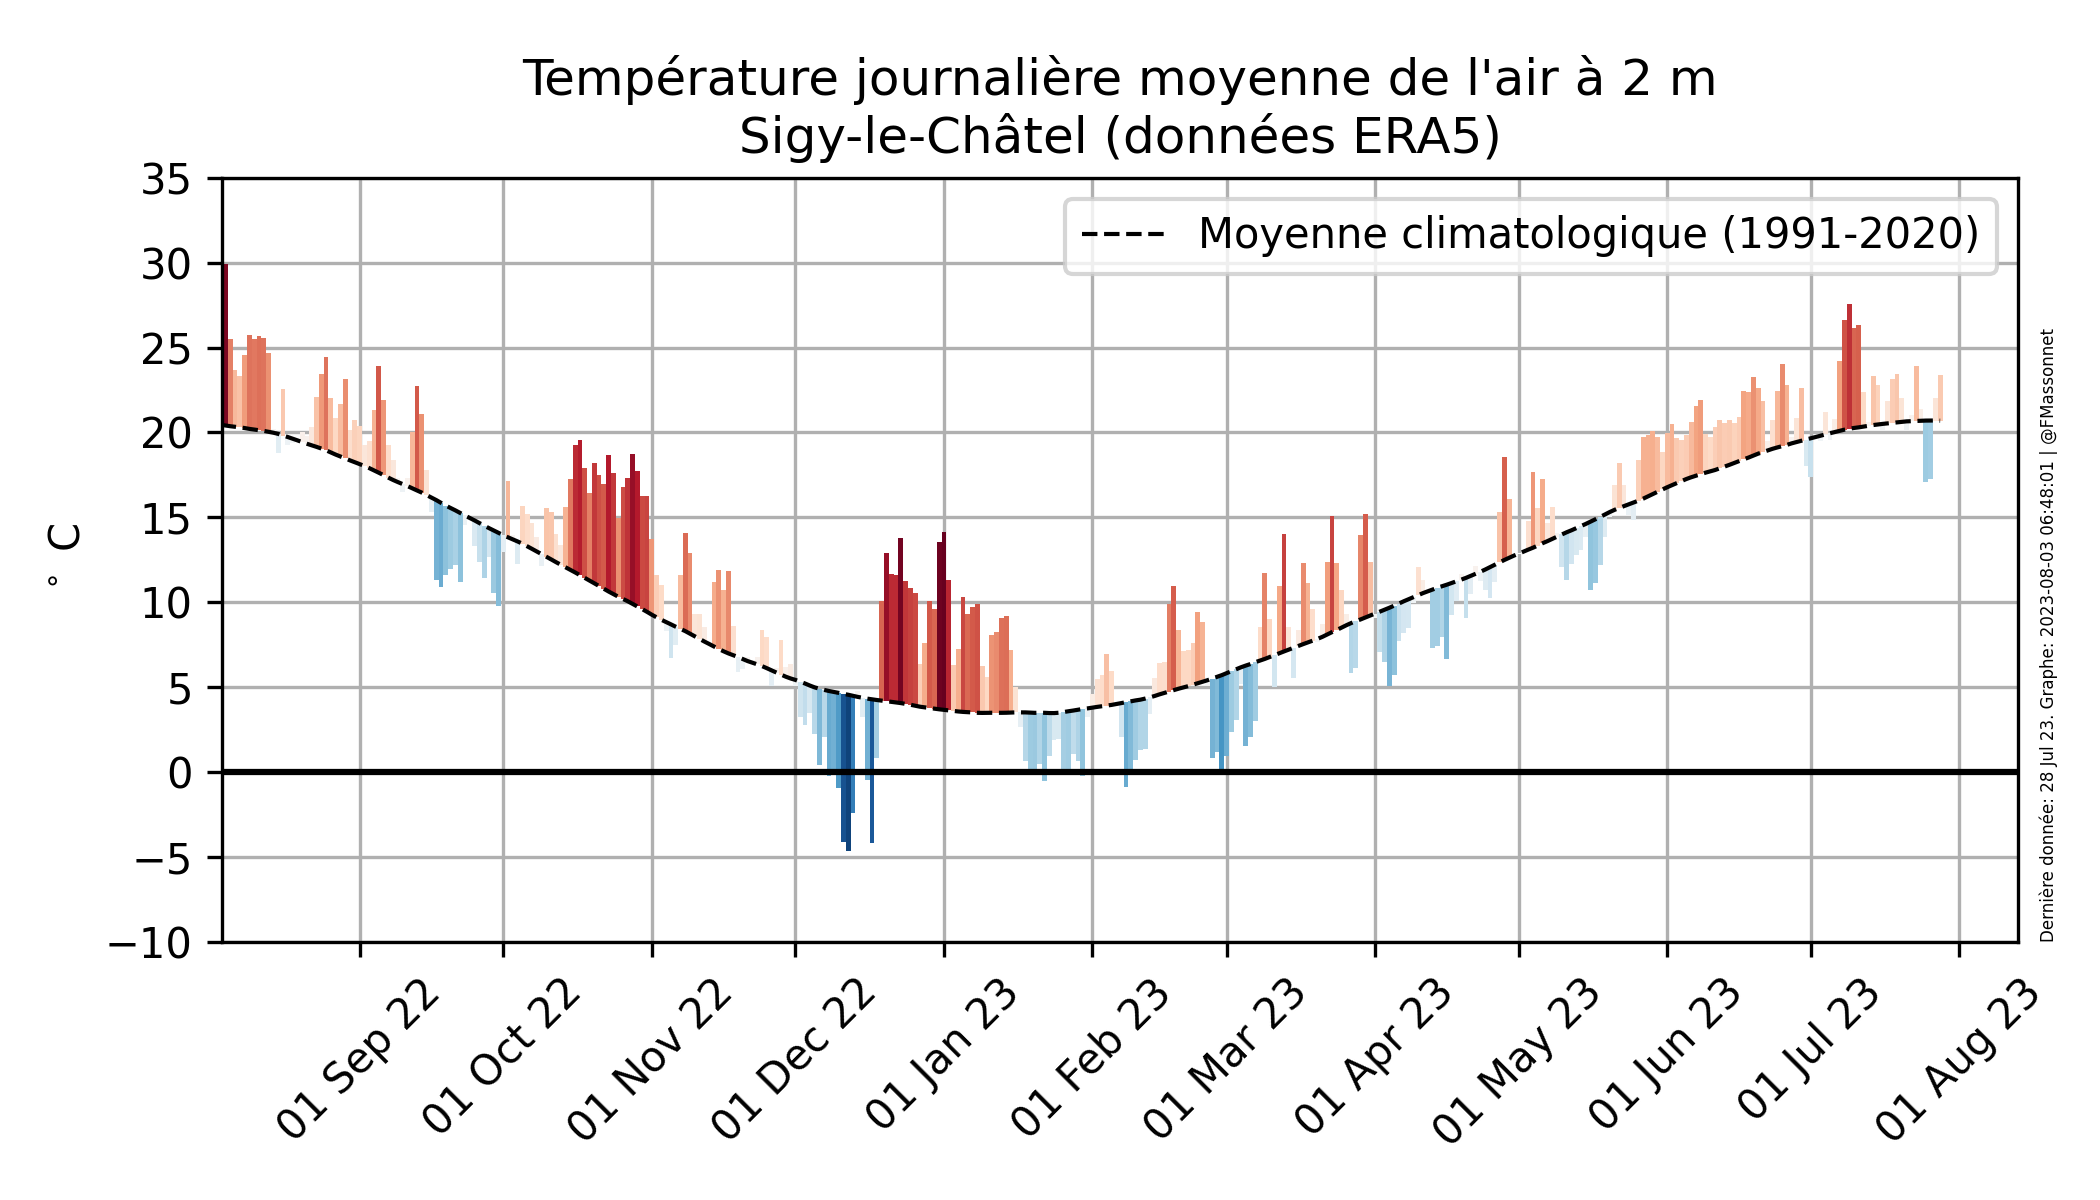 Température journalière moyenne de l'air à 2 m
Sigy-le-Châtel (données ERA5)
35
30
25
20
15
10
5
0
−5
−10
° C
Moyenne climatologique (1991-2020)
01 Sep 22
01 Oct 22
01 Nov 22
01 Dec 22
01 Jan 23
01 Feb 23
01 Mar 23
01 Apr 23
01 May 23
01 Jun 23
01 Jul 23
01 Aug 23
Dernière donnée: 28 Jul 23. Graphe: 2023-08-03 06:48:01 | @FMassonnet